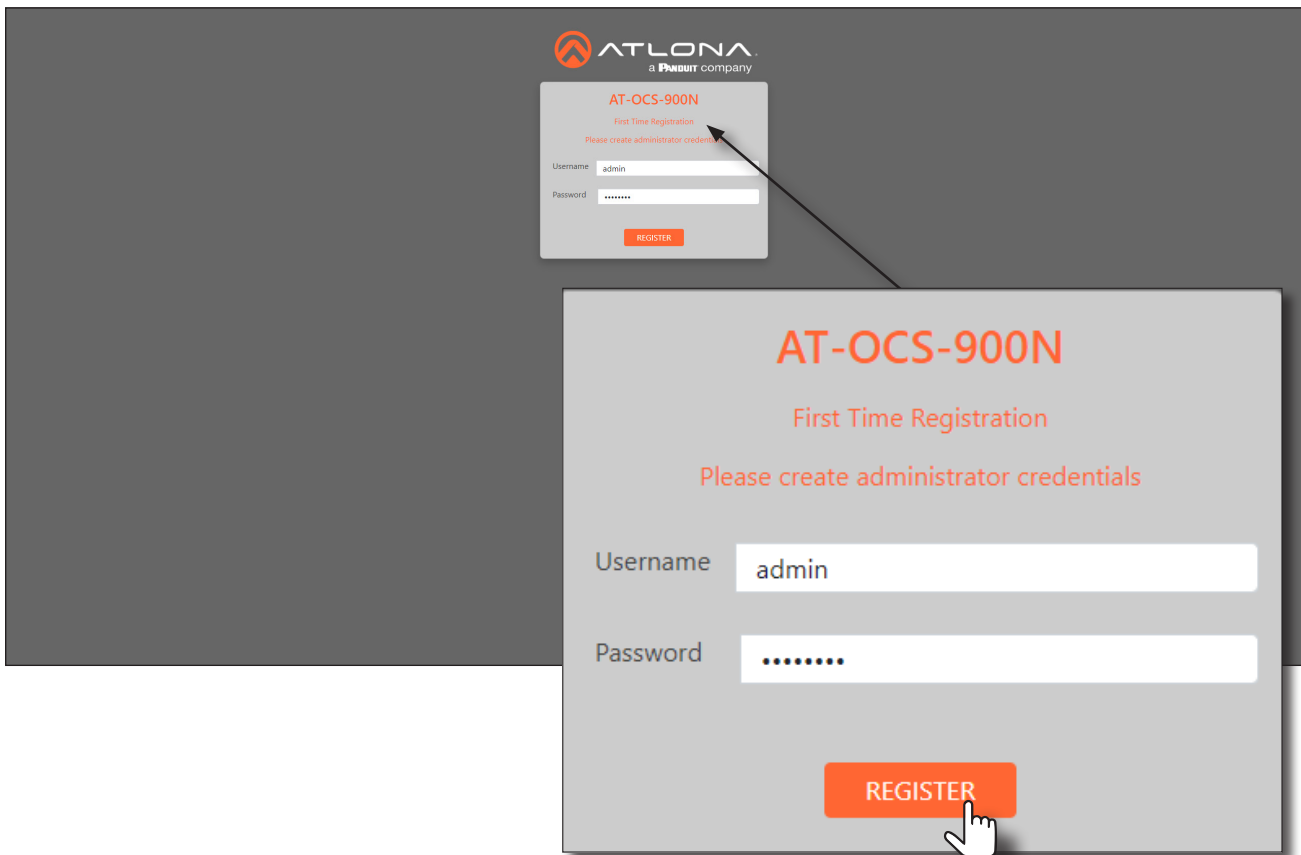 ATLONA.
a PANDUIT company
AT-OCS-900N
First Time Registration
Please create administrator credentials
Username admin
Password ••••••••
REGISTER
AT-OCS-900N
First Time Registration
Please create administrator credentials
Username admin
Password ••••••••
REGISTER